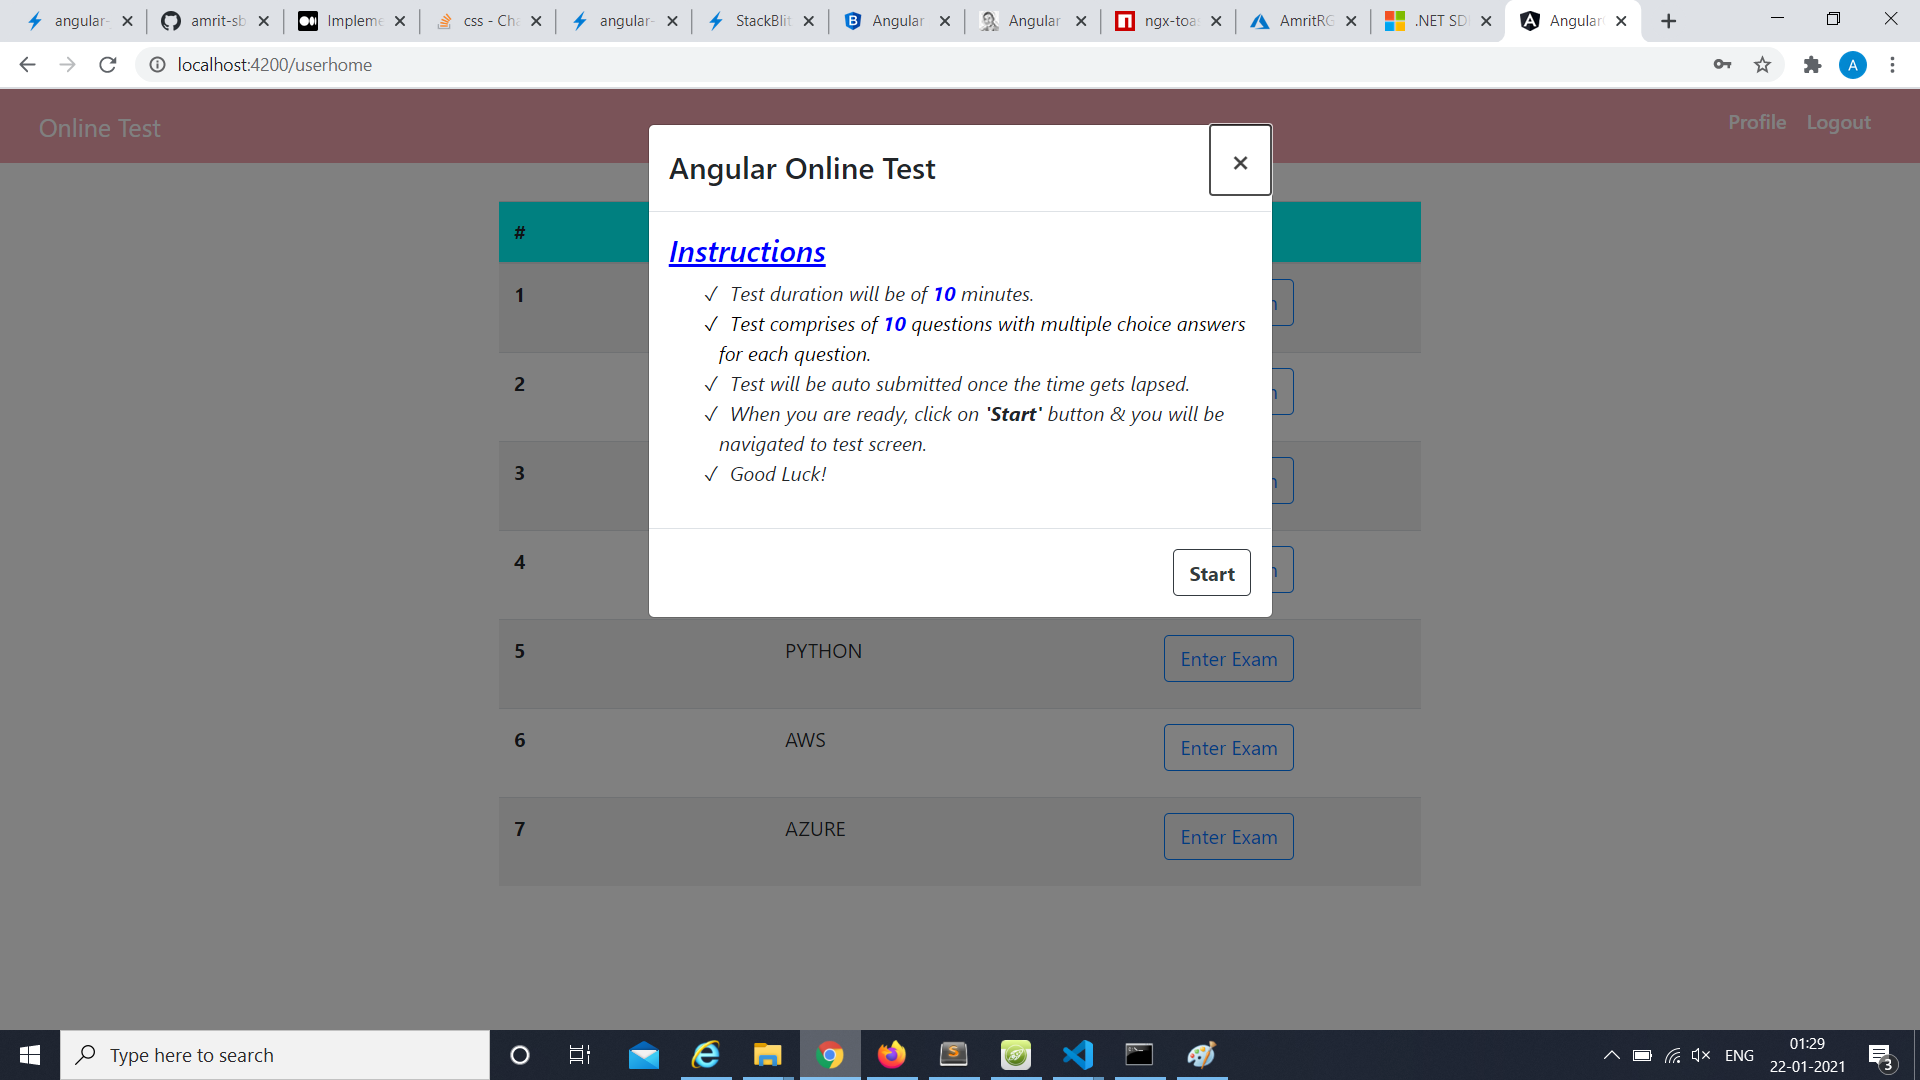 angular-
amrit-sb
Impleme
css - Cha
angular-
StackBlit
Angular
Angular
ngx-toas
AmritRG
.NET SDK
Angular
localhost:4200/userhome
A
Online Test
Profile Logout
Angular Online Test
×
#
Instructions
✓ Test duration will be of 10 minutes.
✓ Test comprises of 10 questions with multiple choice answers
for each question.
✓ Test will be auto submitted once the time gets lapsed.
✓ When you are ready, click on 'Start' button & you will be
navigated to test screen.
✓ Good Luck!
Start
1
2
3
4
5 PYTHON Enter Exam
6 AWS Enter Exam
7 AZURE Enter Exam
Type here to search
ENG
01:29
22-01-2021
3